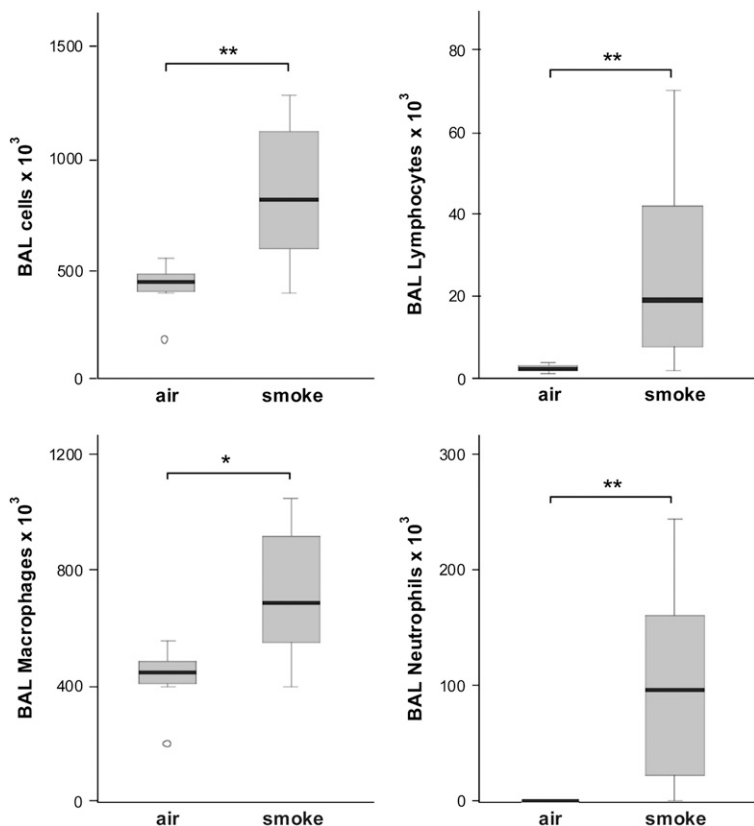 BAL cells x 10³
1500
1000
500
0
**
air smoke
BAL Lymphocytes x 10³
80
60
40
20
0
**
air smoke
BAL Macrophages x 10³
1200
800
400
0
*
air smoke
BAL Neutrophils x 10³
300
200
100
0
**
air smoke